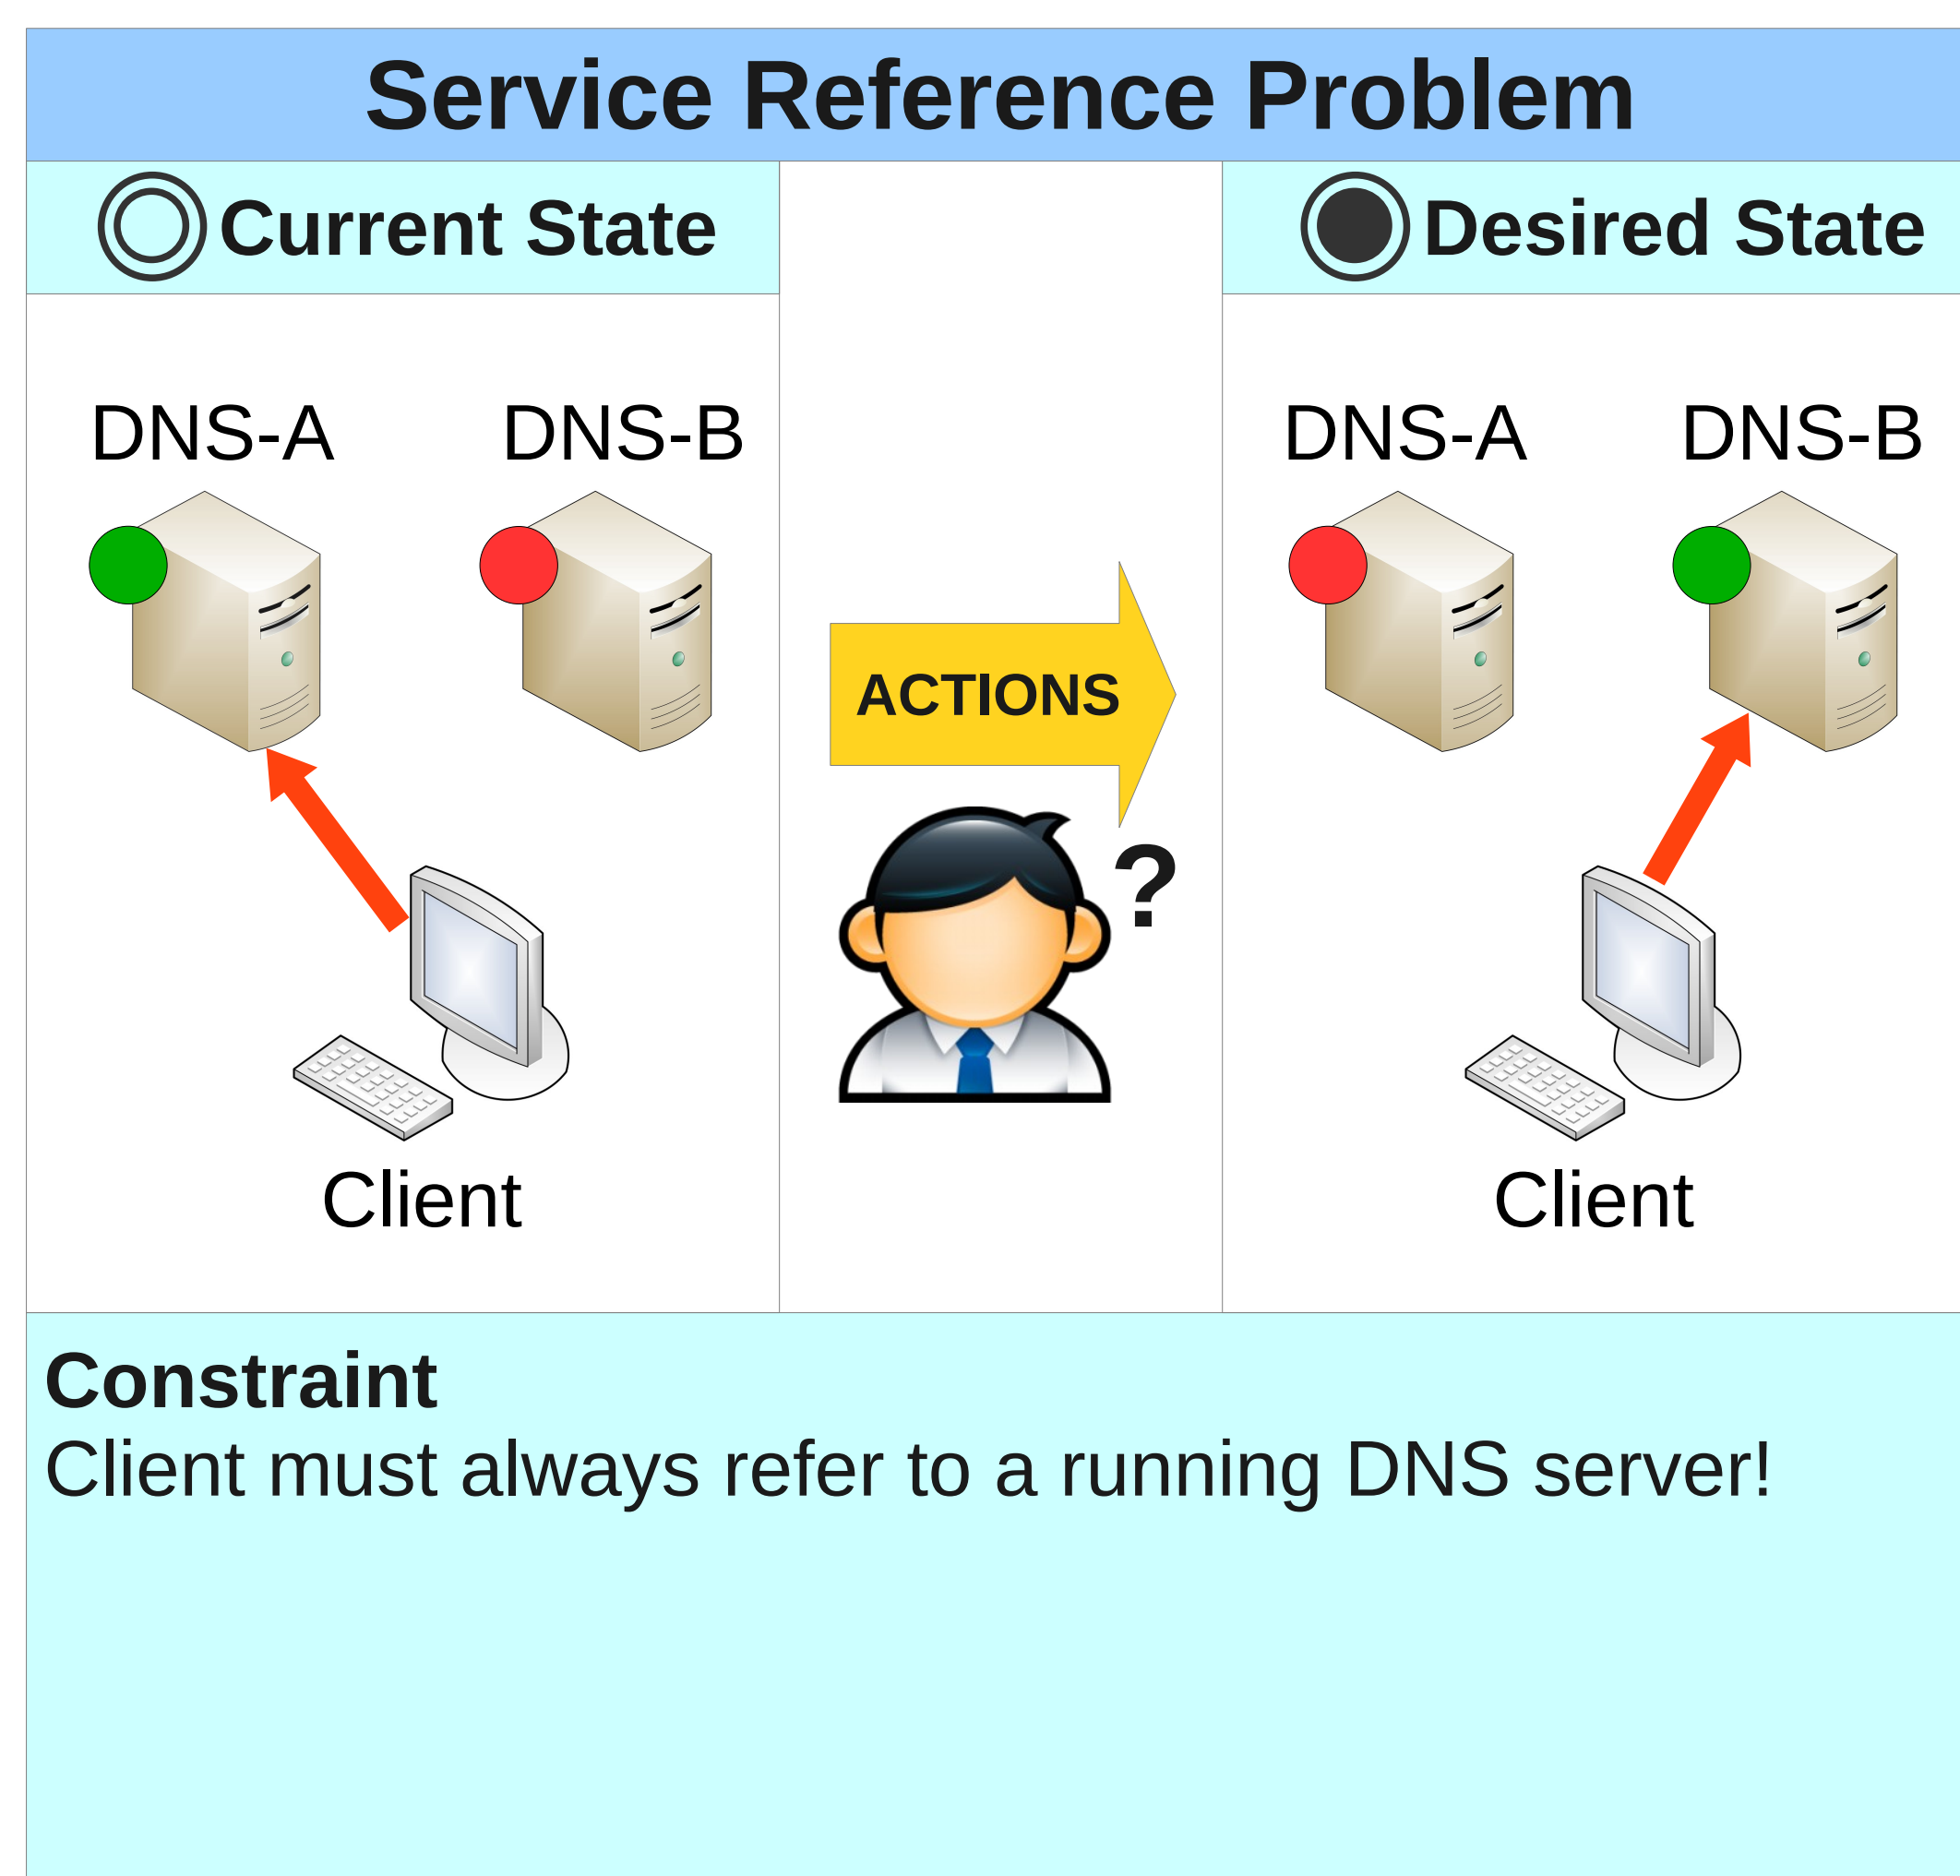 Service Reference Problem
Current State
Desired State
DNS-A
DNS-B
DNS-A
DNS-B
ACTIONS
?
Client
Client
Constraint
Client must always refer to a running DNS server!